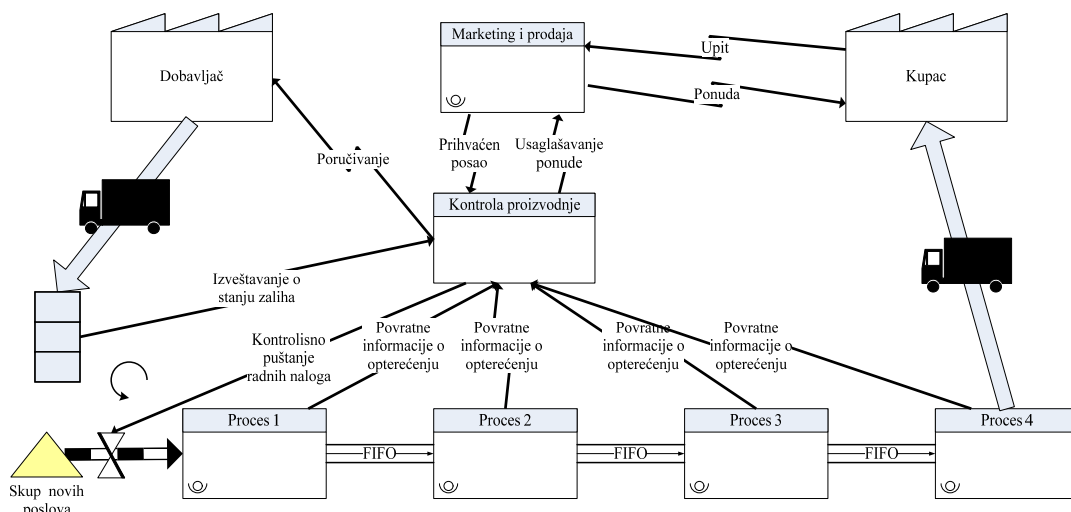 Marketing i prodaja
Dobavljač
Upit
Kupac
Ponuda
Poručivanje
Prihvaćen
posao
Usaglašavanje
ponude
Kontrola proizvodnje
Izveštavanje o
stanju zaliha
Kontrolisno
puštanje
radnih naloga
Povratne
informacije o
opterećenju
Povratne
informacije o
opterećenju
Povratne
informacije o
opterećenju
Povratne
informacije o
opterećenju
Proces 1
Proces 2
Proces 3
Proces 4
FIFO
FIFO
FIFO
Skup novih
poslova